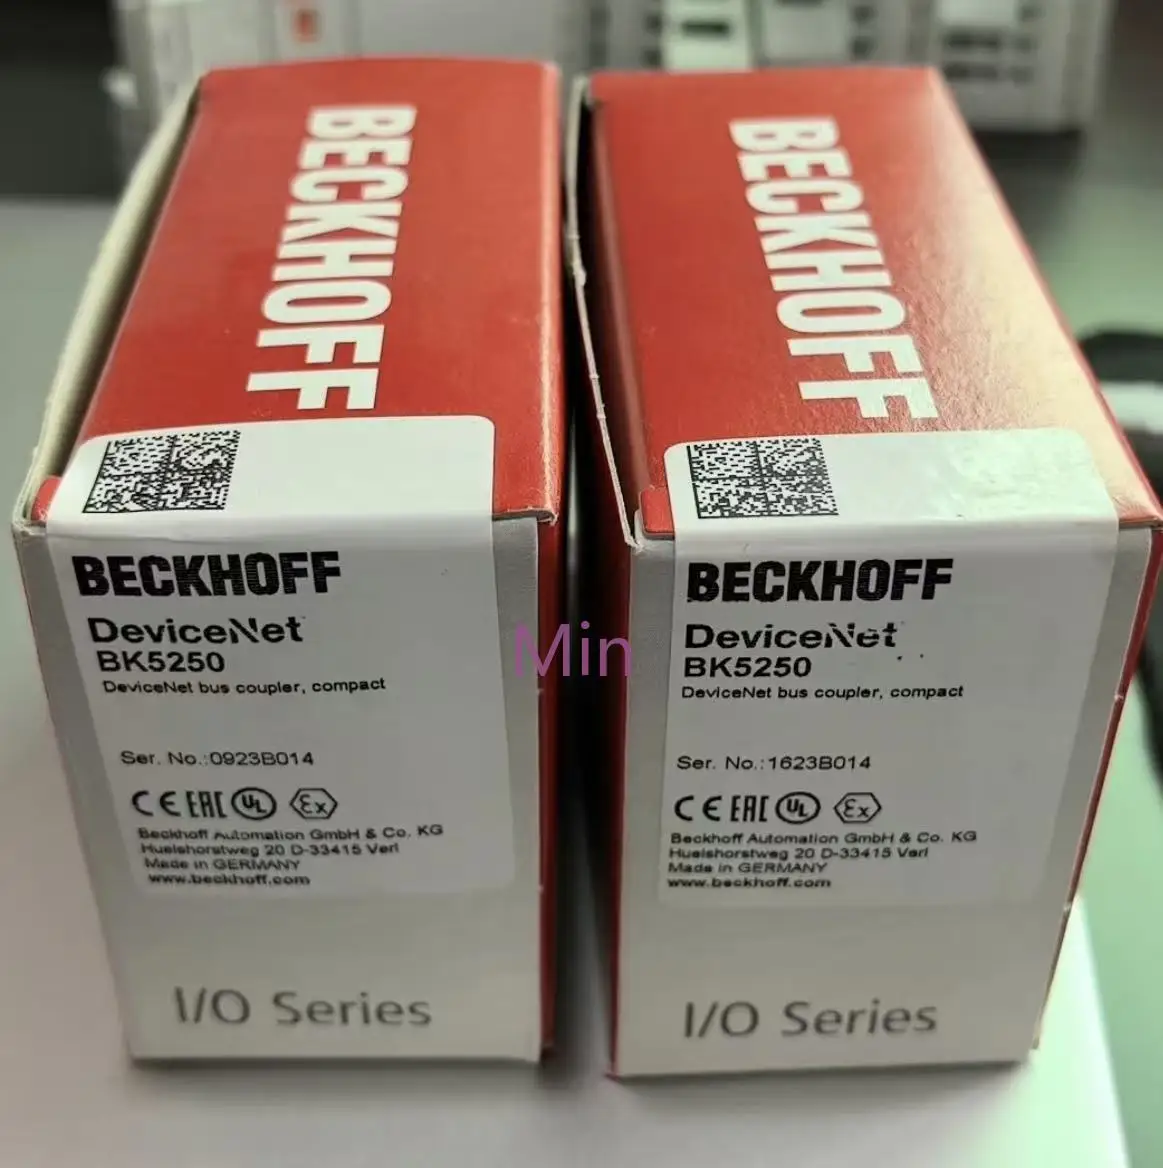 BECKHOFF
BECKHOFF
DeviceNet
BK5250
DeviceNet bus coupler, compact
Ser. No.:0923B014
CE EAC UL Ex
Beckhoff Automation GmbH & Co. KG
Huelshorstweg 20 D-33415 Verl
Made in GERMANY
www.beckhoff.com
I/O Series
Min
BECKHOFF
BECKHOFF
DeviceNet
BK5250
DeviceNet bus coupler, compact
Ser. No.:1623B014
CE EAC UL Ex
Beckhoff Automation GmbH & Co. KG
Huelshorstweg 20 D-33415 Verl
Made in GERMANY
www.beckhoff.com
I/O Series